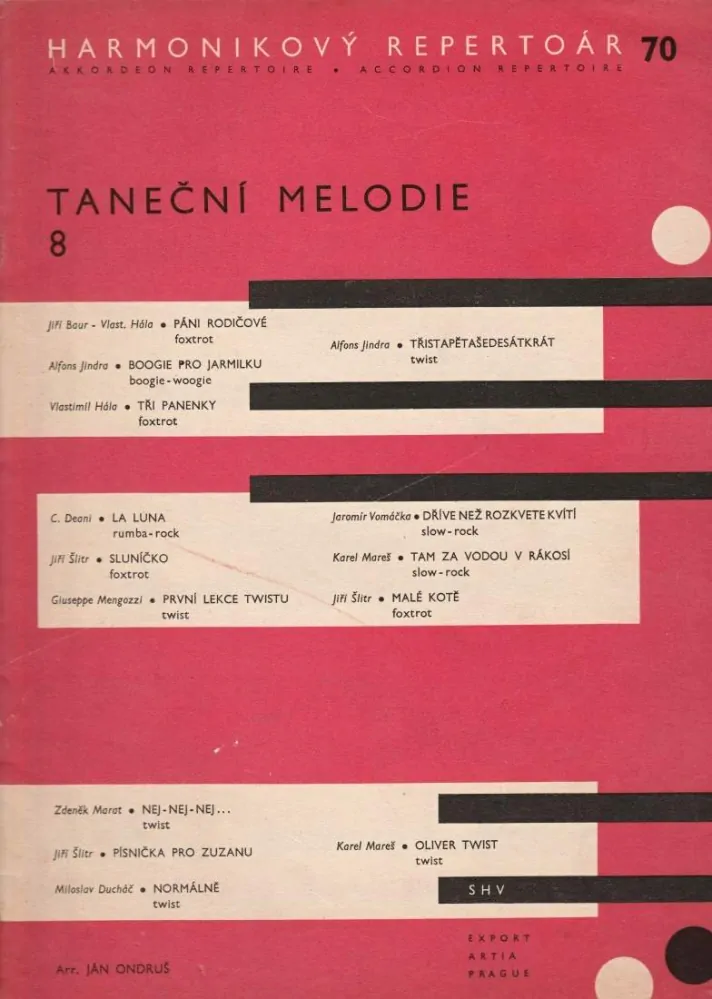 HARMONIKOVÝ REPERTOÁR 70
AKKORDEON REPERTOIRE • ACCORDION REPERTOIRE
TANEČNÍ MELODIE
8
Jiří Baur - Vlast. Hála • PÁNI RODIČOVÉ
foxtrot
Alfons Jindra • BOOGIE PRO JARMILKU
boogie-woogie
Vlastimil Hála • TŘI PANENKY
foxtrot
Alfons Jindra • TŘISTAPĚTAŠEDESÁTKRÁT
twist
C. Deani • LA LUNA
rumba-rock
Jiří Šlitr • SLUNÍČKO
foxtrot
Giuseppe Mengozzi • PRVNÍ LEKCE TWISTU
twist
Jaromír Vomáčka • DŘÍVE NEŽ ROZKVETE KVÍTÍ
slow-rock
Karel Mareš • TAM ZA VODOU V RÁKOSÍ
slow-rock
Jiří Šlitr • MALÉ KOTĚ
foxtrot
Zdeněk Marat • NEJ-NEJ-NEJ...
twist
Jiří Šlitr • PÍSNIČKA PRO ZUZANU
Miloslav Ducháč • NORMÁLNĚ
twist
Karel Mareš • OLIVER TWIST
twist
SHV
EXPORT
ARTIA
PRAGUE
Arr. JÁN ONDRUŠ